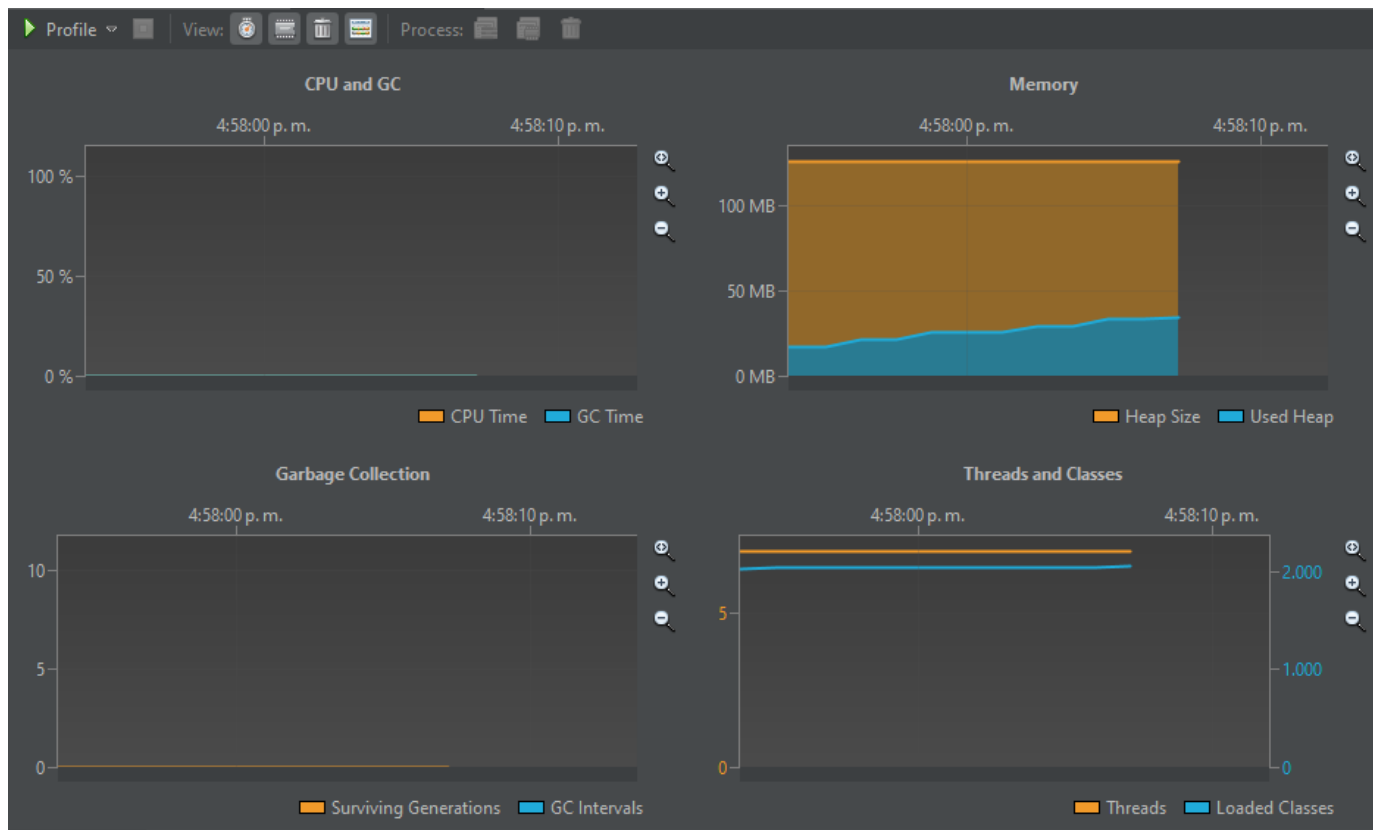 Profile View: Process:
CPU and GC
4:58:00 p. m. 4:58:10 p. m.
100 %
50 %
0 %
CPU Time GC Time
Memory
4:58:00 p. m. 4:58:10 p. m.
100 MB
50 MB
0 MB
Heap Size Used Heap
Garbage Collection
4:58:00 p. m. 4:58:10 p. m.
10
5
0
Surviving Generations GC Intervals
Threads and Classes
4:58:00 p. m. 4:58:10 p. m.
5
0
2.000
1.000
0
Threads Loaded Classes